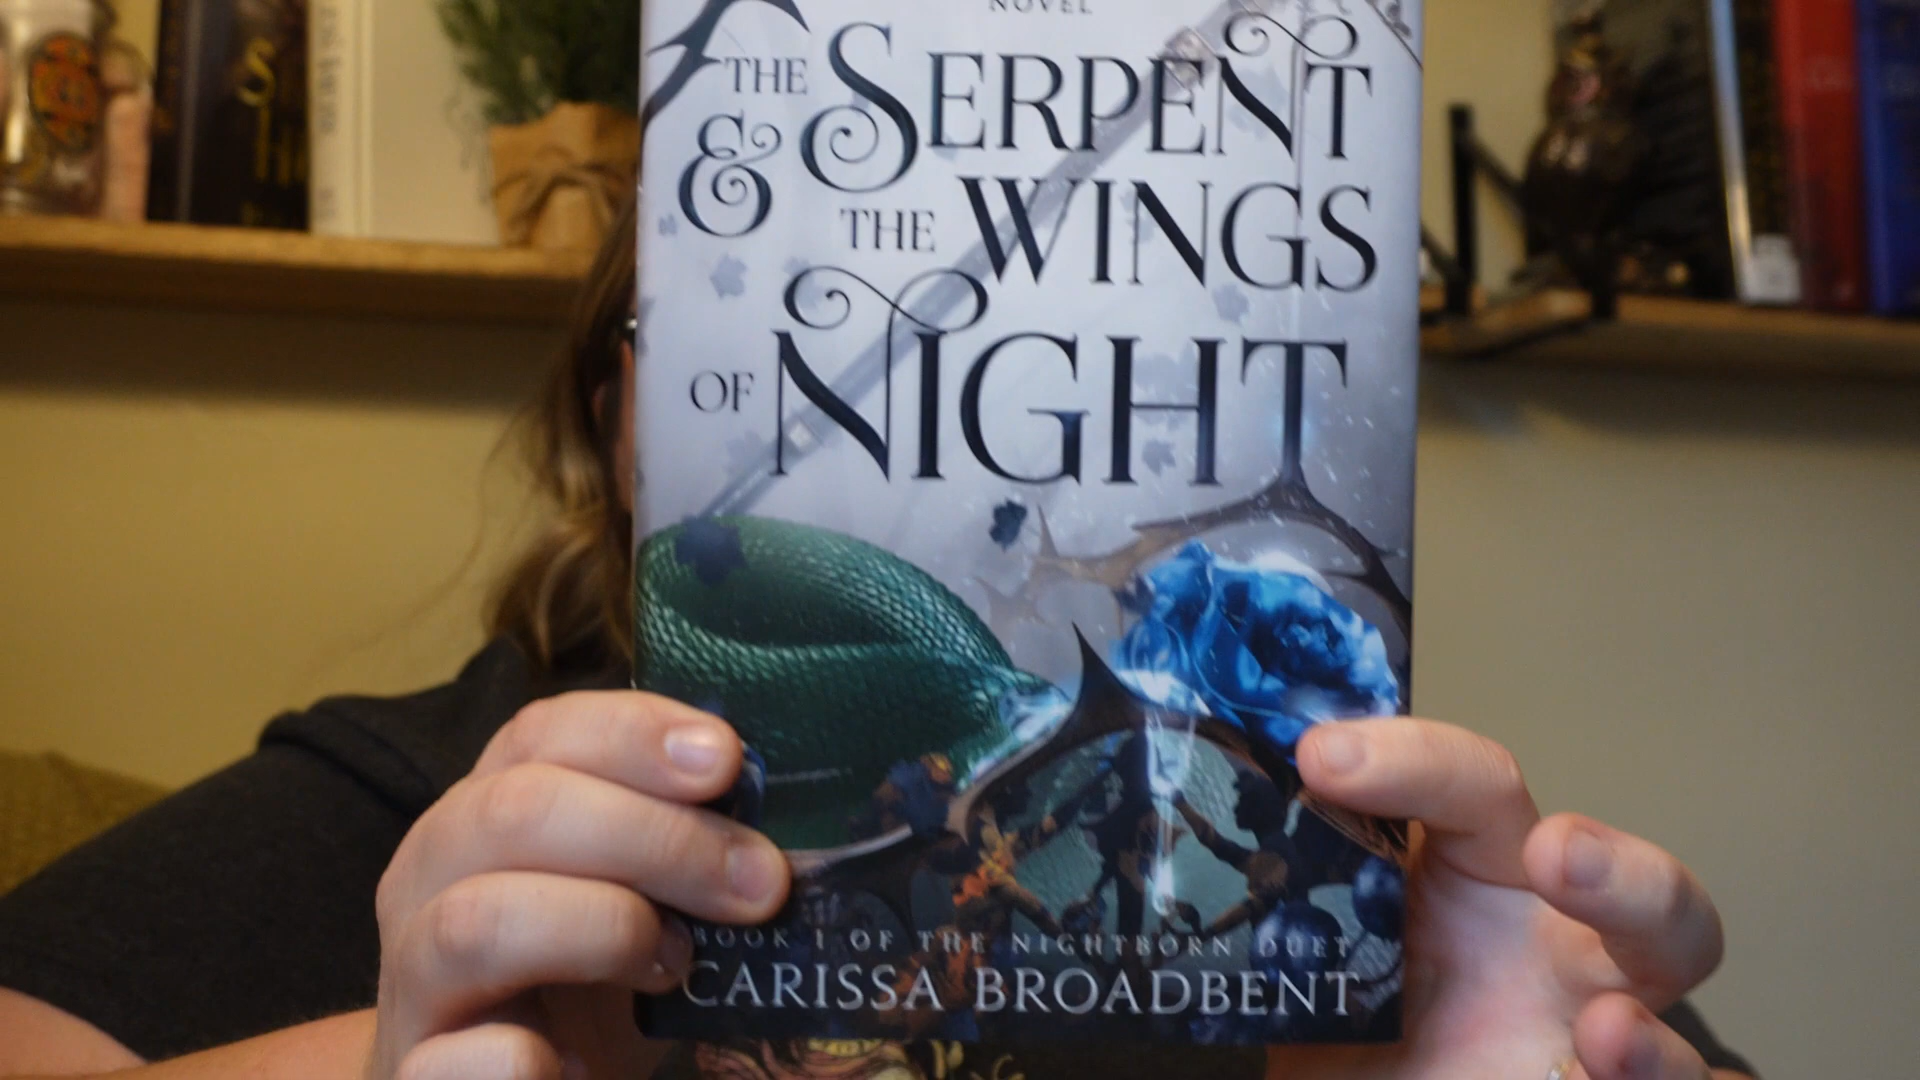 NOVEL
THE SERPENT
& THE WINGS
OF NIGHT
BOOK 1 OF THE NIGHTBORN DUET
CARISSA BROADBENT